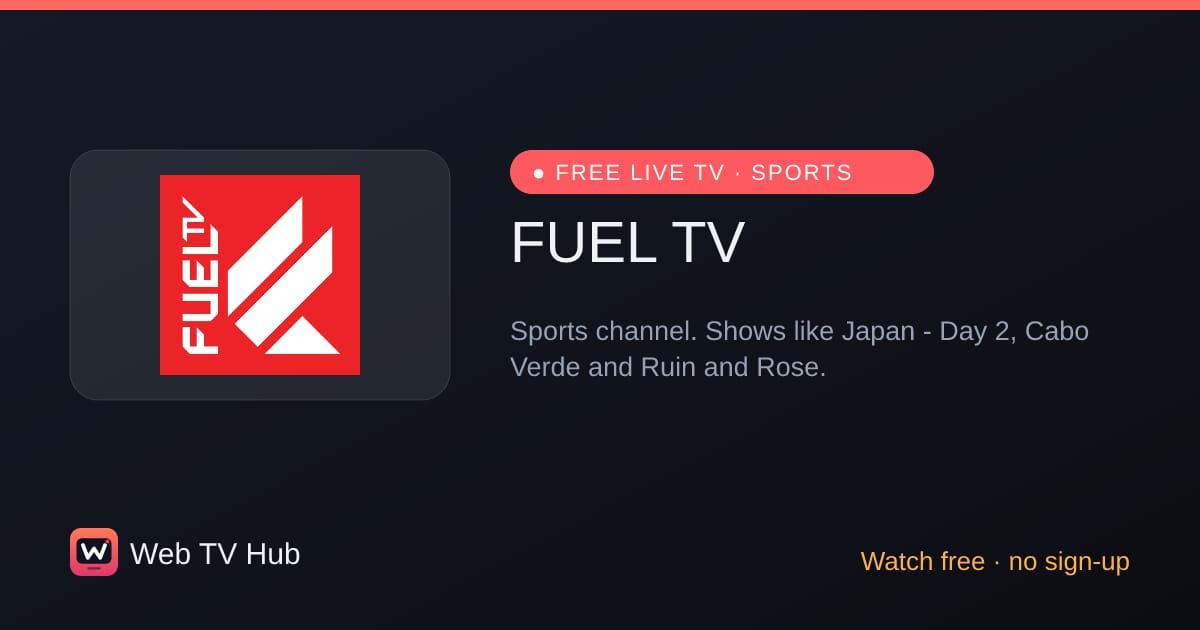 FUEL TV
● FREE LIVE TV · SPORTS
FUEL TV
Sports channel. Shows like Japan - Day 2, Cabo
Verde and Ruin and Rose.
W
Web TV Hub
Watch free · no sign-up